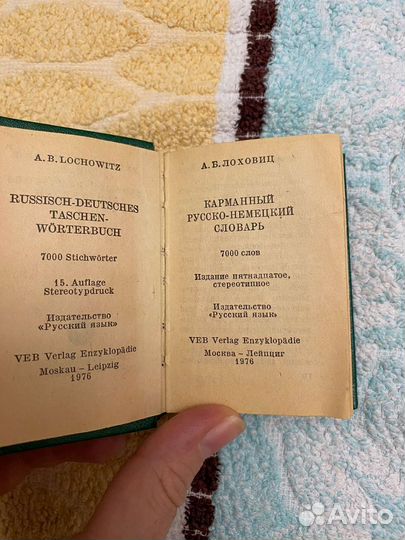 A. B. LOCHOWITZ
RUSSISCH-DEUTSCHES
TASCHEN-
WÖRTERBUCH
7000 Stichwörter
15. Auflage
Stereotypdruck
Издательство
«Русский язык»
VEB Verlag Enzyklopädie
Moskau – Leipzig
1976
А. Б. ЛОХОВИЦ
КАРМАННЫЙ
РУССКО-НЕМЕЦКИЙ
СЛОВАРЬ
7000 слов
Издание пятнадцатое,
стереотипное
Издательство
«Русский язык»
VEB Verlag Enzyklopädie
Москва – Лейпциг
1976
Avito